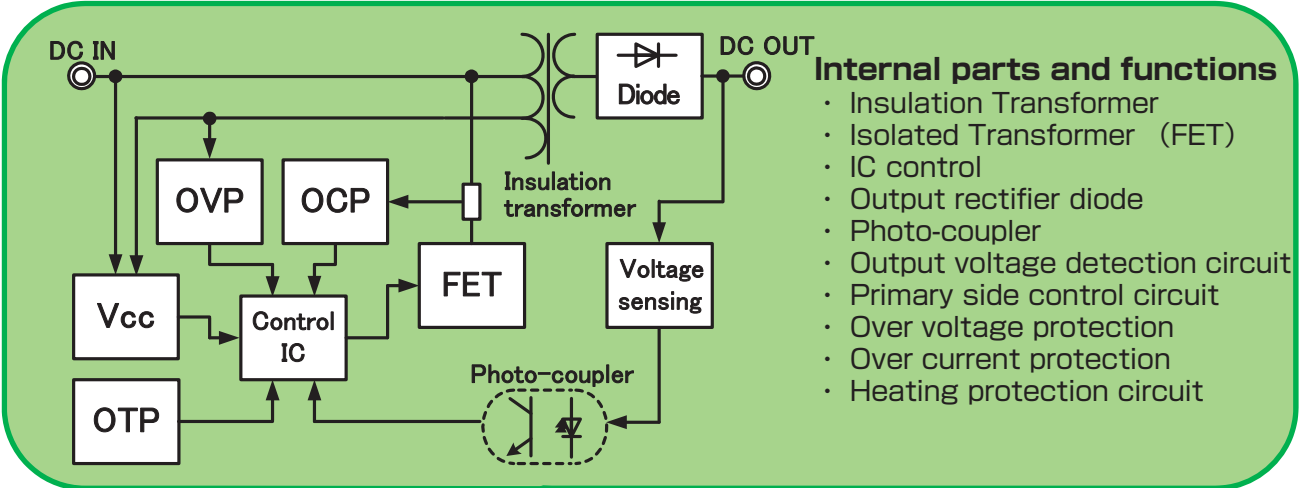 DC IN
DC OUT
Diode
Insulation
transformer
OVP
OCP
FET
Voltage
sensing
Vcc
Control
IC
OTP
Photo-coupler
Internal parts and functions
・ Insulation Transformer
・ Isolated Transformer （FET）
・ IC control
・ Output rectifier diode
・ Photo-coupler
・ Output voltage detection circuit
・ Primary side control circuit
・ Over voltage protection
・ Over current protection
・ Heating protection circuit